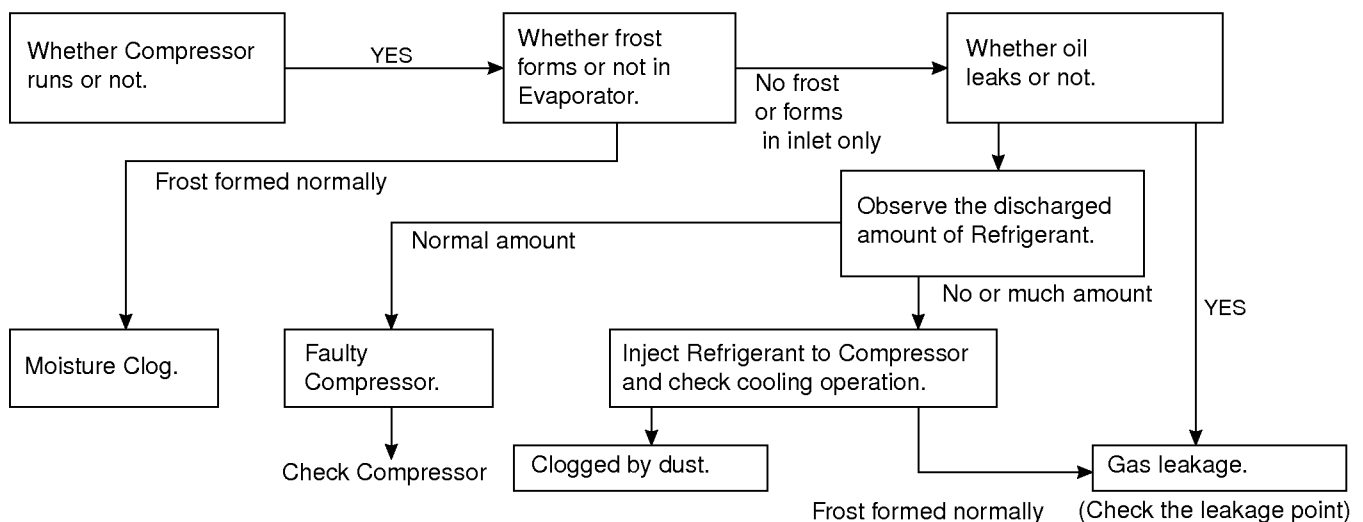 Whether Compressor
runs or not.
YES
Whether frost
forms or not in
Evaporator.
No frost
or forms
in inlet only
Whether oil
leaks or not.
Frost formed normally
Observe the discharged
amount of Refrigerant.
Normal amount
No or much amount
YES
Moisture Clog.
Faulty
Compressor.
Inject Refrigerant to Compressor
and check cooling operation.
Check Compressor
Clogged by dust.
Gas leakage.
Frost formed normally
(Check the leakage point)